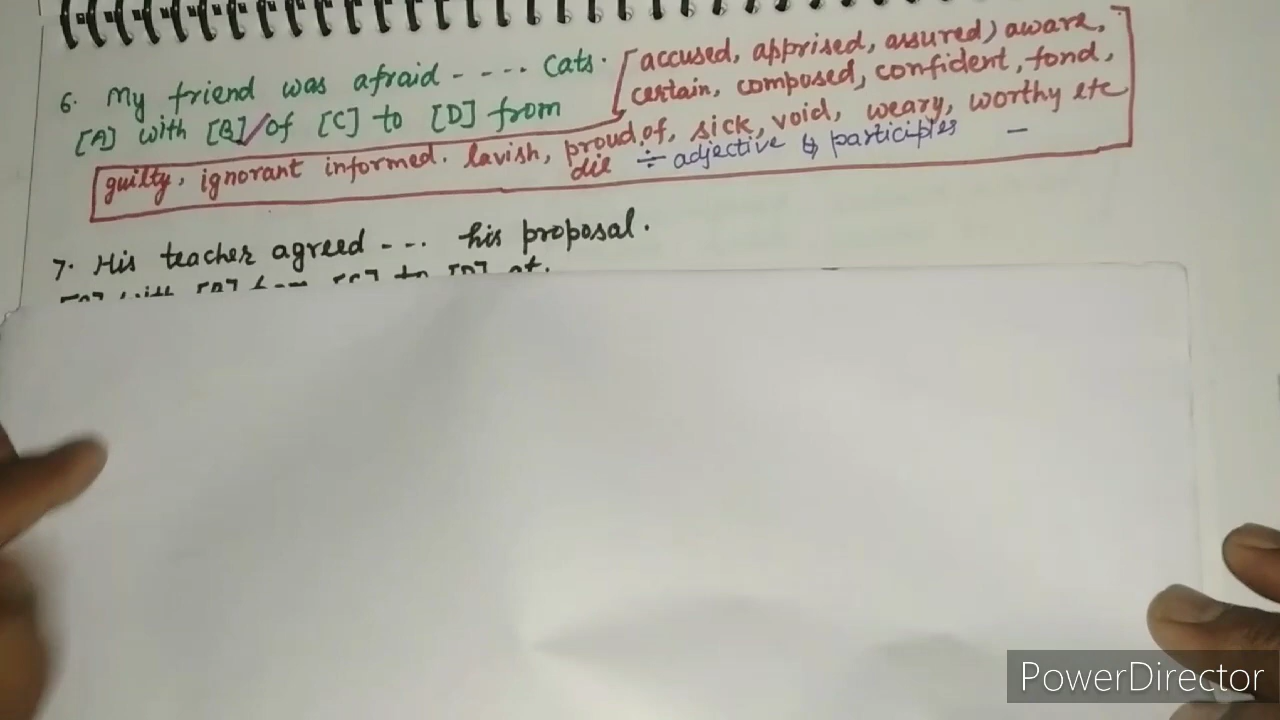 6. My friend was afraid ---- cats.
[A] with [B] of [C] to [D] from
[accused, apprised, assured) aware,
certain, composed, confident, fond,
guilty, ignorant informed. lavish, proud of, sick, void, weary, worthy etc
die ÷ adjective & participles –
7. His teacher agreed --- his proposal.
PowerDirector